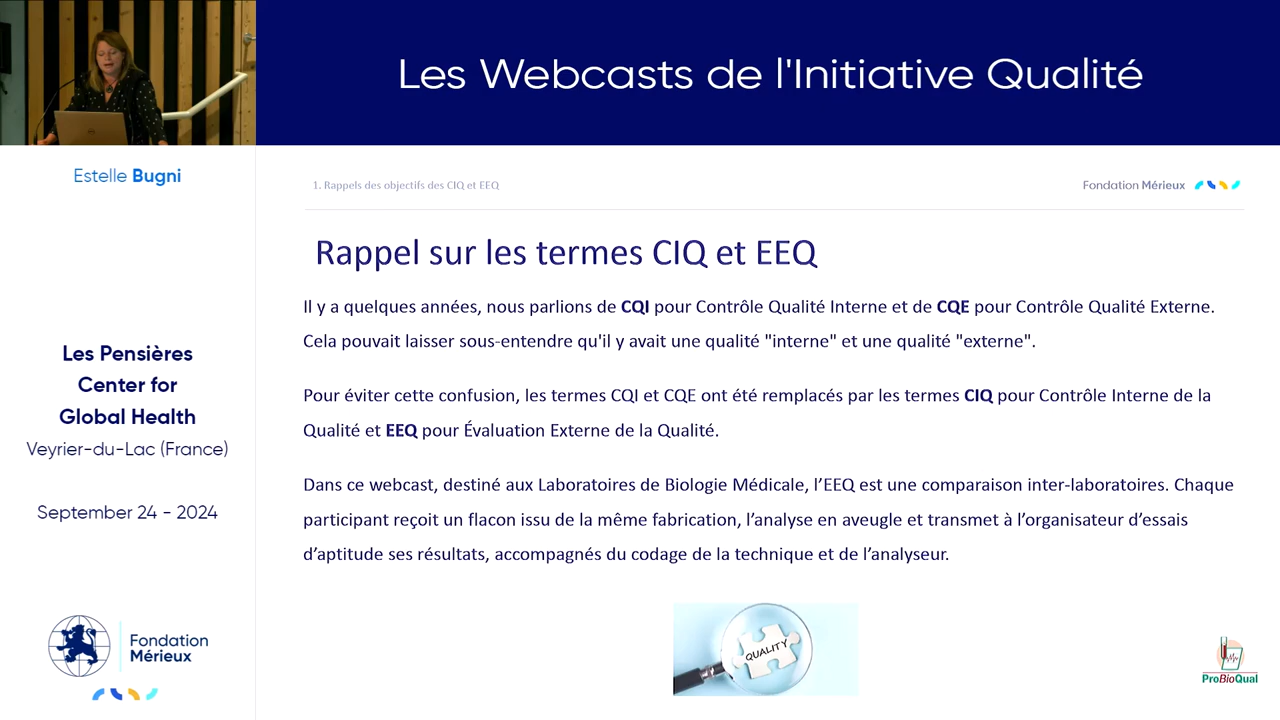 Les Webcasts de l'Initiative Qualité
Estelle Bugni
1. Rappels des objectifs des CIQ et EEQ
Fondation Mérieux
Rappel sur les termes CIQ et EEQ
Il y a quelques années, nous parlions de CQI pour Contrôle Qualité Interne et de CQE pour Contrôle Qualité Externe.
Cela pouvait laisser sous-entendre qu'il y avait une qualité "interne" et une qualité "externe".
Pour éviter cette confusion, les termes CQI et CQE ont été remplacés par les termes CIQ pour Contrôle Interne de la
Qualité et EEQ pour Évaluation Externe de la Qualité.
Dans ce webcast, destiné aux Laboratoires de Biologie Médicale, l’EEQ est une comparaison inter-laboratoires. Chaque
participant reçoit un flacon issu de la même fabrication, l’analyse en aveugle et transmet à l’organisateur d’essais
d’aptitude ses résultats, accompagnés du codage de la technique et de l’analyseur.
QUALITY
ProBioQual
Les Pensières
Center for
Global Health
Veyrier-du-Lac (France)
September 24 - 2024
Fondation
Mérieux